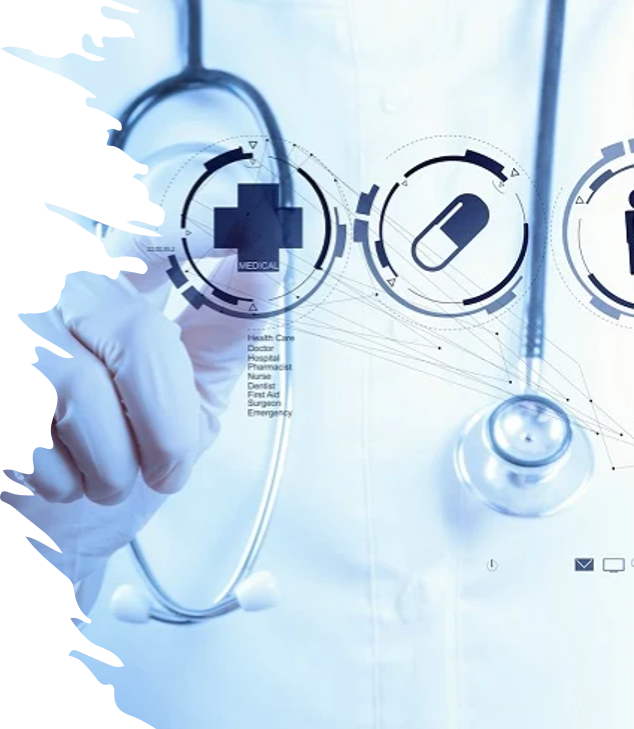 MEDICAL
Health Care
Doctor
Hospital
Pharmacist
Nurse
Dentist
First Aid
Surgeon
Emergency